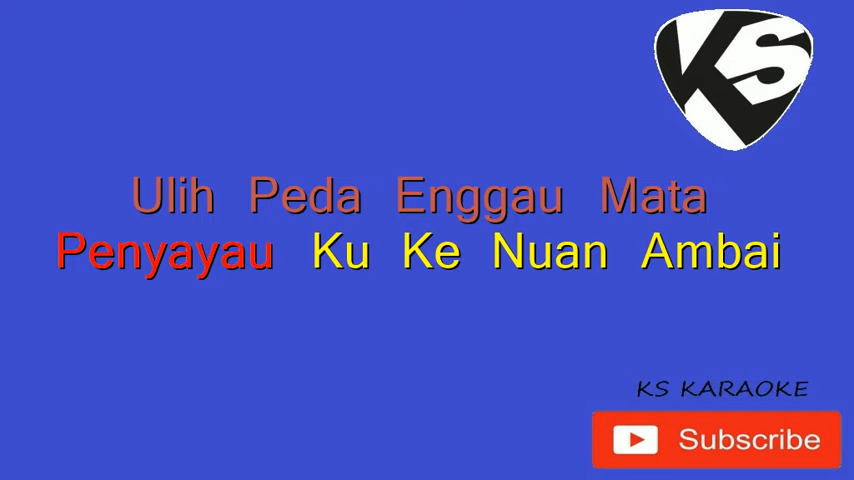 KS
Ulih Peda Enggau Mata
Penyayau Ku Ke Nuan Ambai
KS KARAOKE
Subscribe